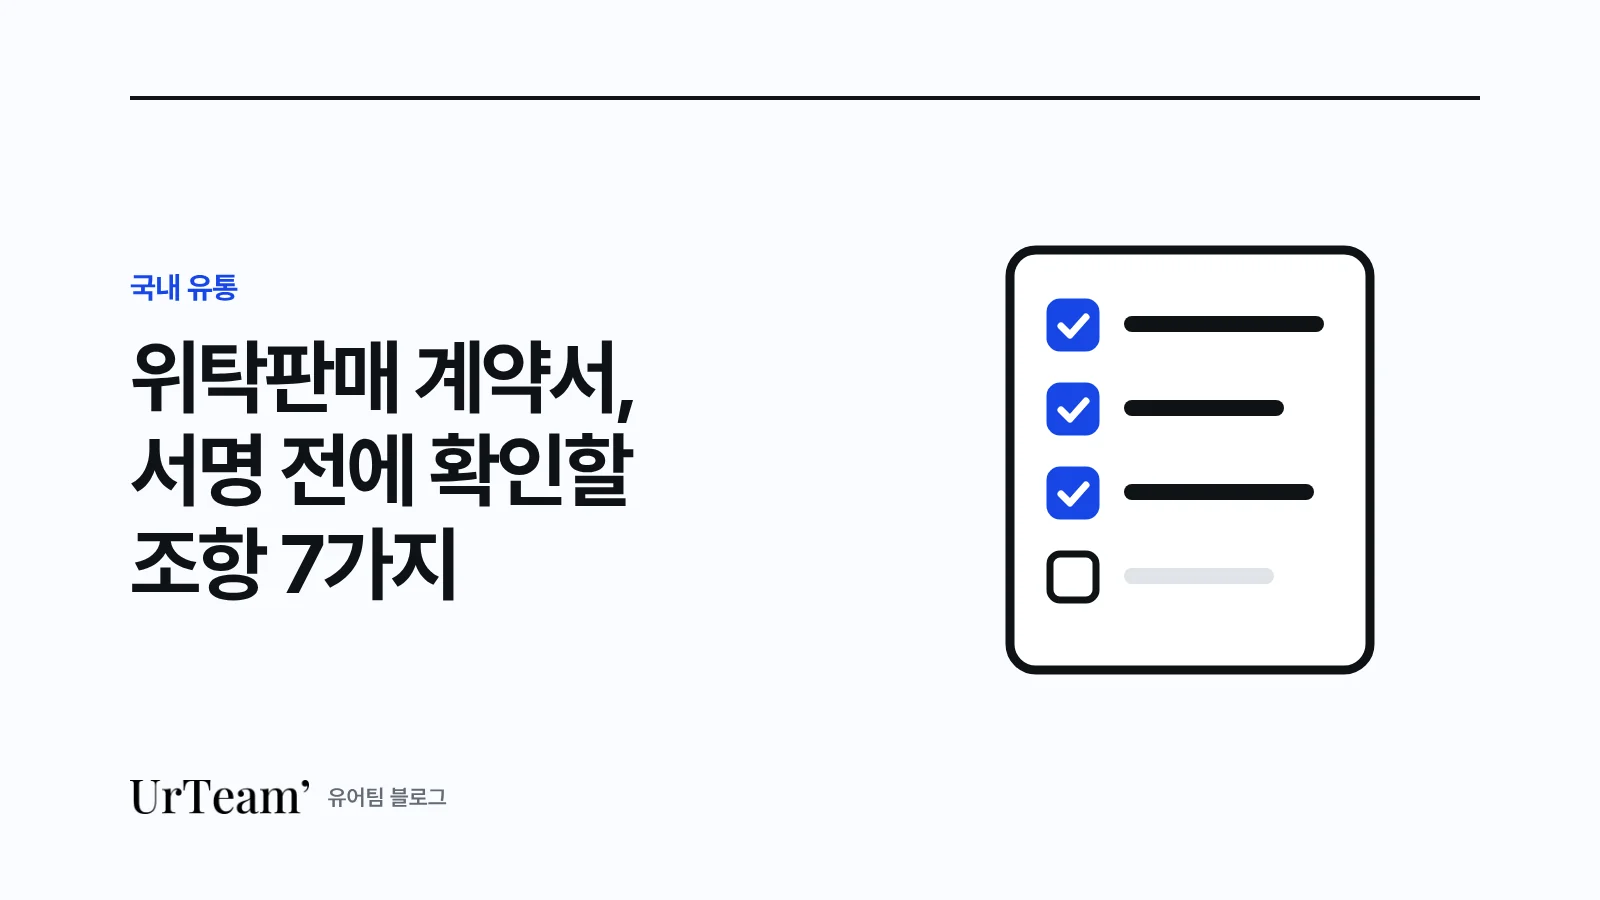 국내 유통
위탁판매 계약서,
서명 전에 확인할
조항 7가지
UrTeam’ 유어팀 블로그